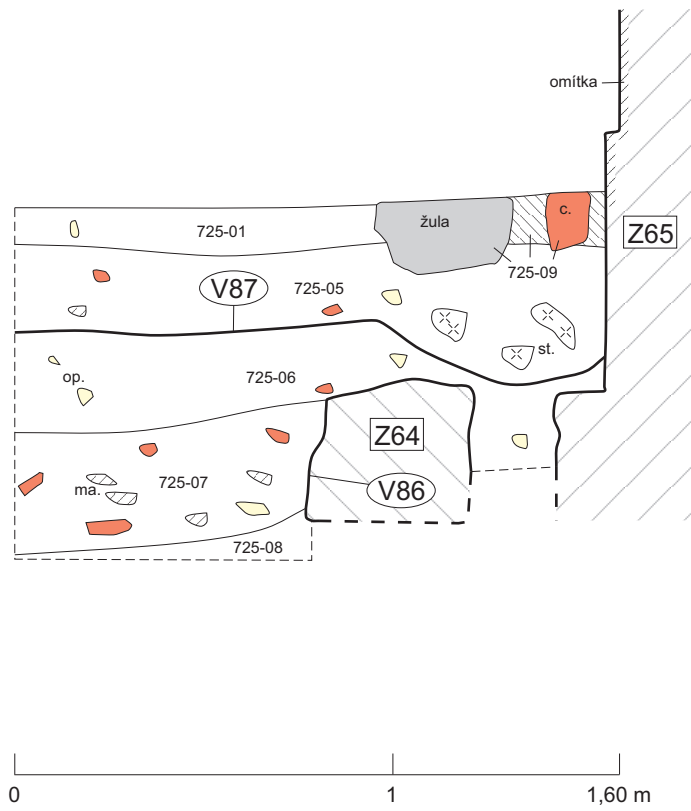 omítka
c.
žula
725-01
Z65
725-09
V87
725-05
st.
op.
725-06
Z64
ma.
725-07
V86
725-08
0
1
1,60 m